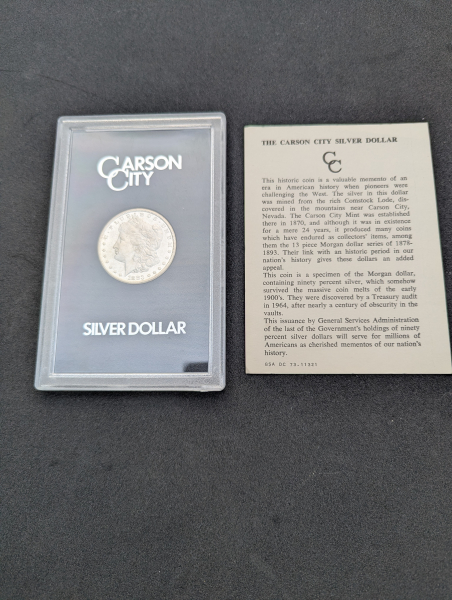 CARSON
CITY
SILVER DOLLAR
THE CARSON CITY SILVER DOLLAR
CC
This historic coin is a valuable memento of an
era in American history when pioneers were
challenging the West. The silver in this dollar
was mined from the rich Comstock Lode, dis-
covered in the mountains near Carson City,
Nevada. The Carson City Mint was established
there in 1870, and although it was in existence
for a mere 24 years, it produced many coins
which have endured as collectors' items, among
them the 13 piece Morgan dollar series of 1878-
1893. Their link with an historic period in our
nation's history gives these dollars an added
appeal.
This coin is a specimen of the Morgan dollar,
containing ninety percent silver, which somehow
survived the massive coin melts of the early
1900's. They were discovered by a Treasury audit
in 1964, after nearly a century of obscurity in the
vaults.
This issuance by General Services Administration
of the last of the Government's holdings of ninety
percent silver dollars will serve for millions of
Americans as cherished mementos of our nation's
history.
GSA DC 73-11321